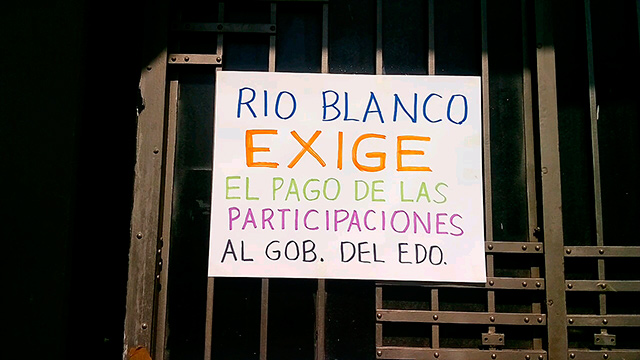 RIO BLANCO
EXIGE
EL PAGO DE LAS
PARTICIPACIONES
AL GOB. DEL EDO.